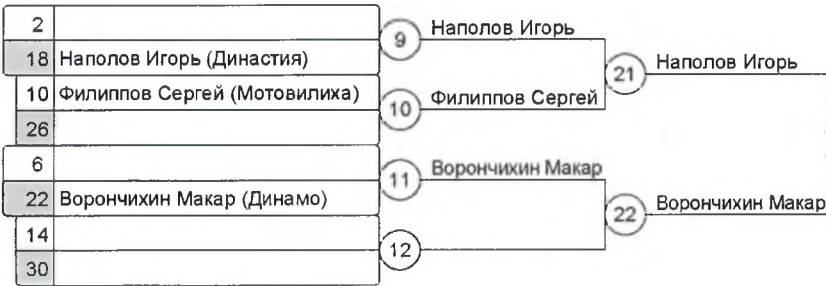 2
9
Наполов Игорь
18 Наполов Игорь (Династия)
21
Наполов Игорь
10 Филиппов Сергей (Мотовилиха)
10
Филиппов Сергей
26
6
11
Ворончихин Макар
22 Ворончихин Макар (Динамо)
22
Ворончихин Макар
14
12
30